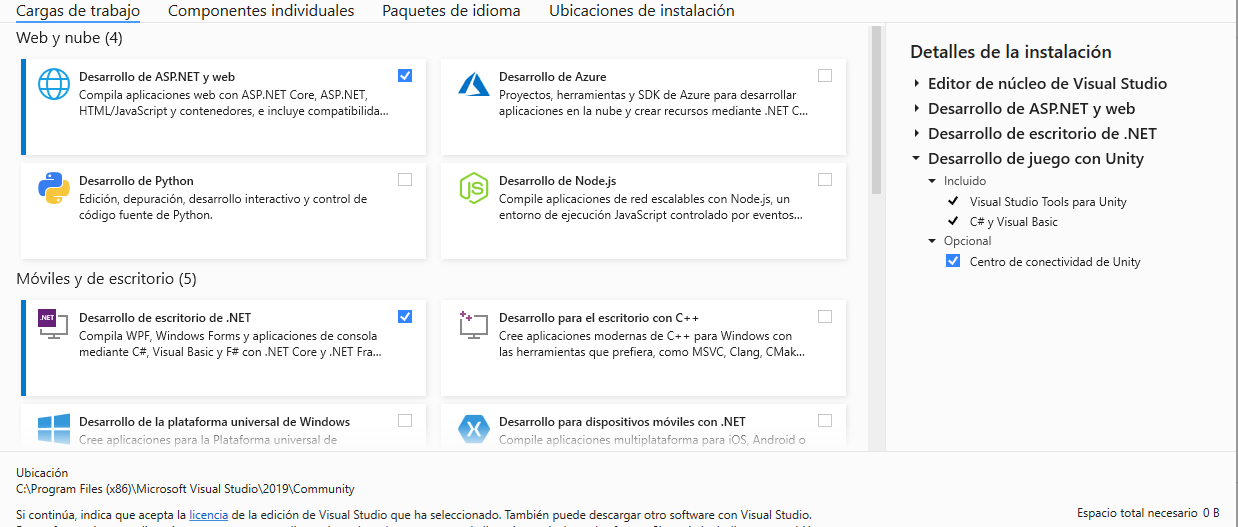 Cargas de trabajo Componentes individuales Paquetes de idioma Ubicaciones de instalación
Web y nube (4)
Desarrollo de ASP.NET y web
Compila aplicaciones web con ASP.NET Core, ASP.NET,
HTML/JavaScript y contenedores, e incluye compatibilida...
Desarrollo de Azure
Proyectos, herramientas y SDK de Azure para desarrollar
aplicaciones en la nube y crear recursos mediante .NET C...
Desarrollo de Python
Edición, depuración, desarrollo interactivo y control de
código fuente de Python.
JS
Desarrollo de Node.js
Compile aplicaciones de red escalables con Node.js, un
entorno de ejecución JavaScript controlado por eventos...
Móviles y de escritorio (5)
.NET
Desarrollo de escritorio de .NET
Compila WPF, Windows Forms y aplicaciones de consola
mediante C#, Visual Basic y F# con .NET Core y .NET Fra...
Desarrollo para el escritorio con C++
Cree aplicaciones modernas de C++ para Windows con
las herramientas que prefiera, como MSVC, Clang, CMak...
Desarrollo de la plataforma universal de Windows
Cree aplicaciones para la Plataforma universal de
Desarrollo para dispositivos móviles con .NET
Compile aplicaciones multiplataforma para iOS, Android o
Detalles de la instalación
Editor de núcleo de Visual Studio
Desarrollo de ASP.NET y web
Desarrollo de escritorio de .NET
Desarrollo de juego con Unity
Incluido
Visual Studio Tools para Unity
C# y Visual Basic
Opcional
Centro de conectividad de Unity
Ubicación
C:\Program Files (x86)\Microsoft Visual Studio\2019\Community
Si continúa, indica que acepta la licencia de la edición de Visual Studio que ha seleccionado. También puede descargar otro software con Visual Studio.
Espacio total necesario 0 B